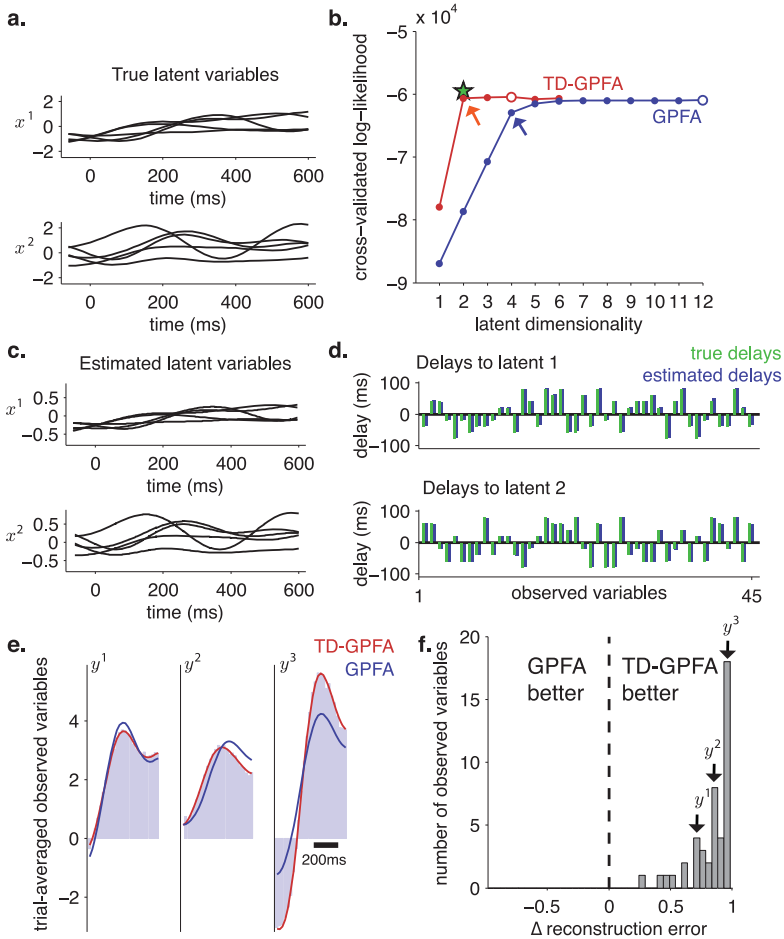 a.
True latent variables
x¹
2
0
−2
0 200 400 600
time (ms)
x²
2
0
−2
0 200 400 600
time (ms)
b.
x 10⁴
cross−validated log−likelihood
−5
−6
−7
−8
−9
TD-GPFA
GPFA
1 2 3 4 5 6 7 8 9 10 11 12
latent dimensionality
c.
Estimated latent variables
x¹
0.5
0
−0.5
0 200 400 600
time (ms)
x²
0.5
0
−0.5
0 200 400 600
time (ms)
d.
true delays
estimated delays
Delays to latent 1
delay (ms)
100
0
−100
Delays to latent 2
delay (ms)
100
0
−100
1 observed variables 45
e.
trial-averaged observed variables
4
2
0
−2
y¹
y²
y³
TD-GPFA
GPFA
200ms
f.
number of observed variables
20
15
10
5
0
GPFA
better
TD-GPFA
better
y¹
y²
y³
−0.5 0 0.5 1
Δ reconstruction error